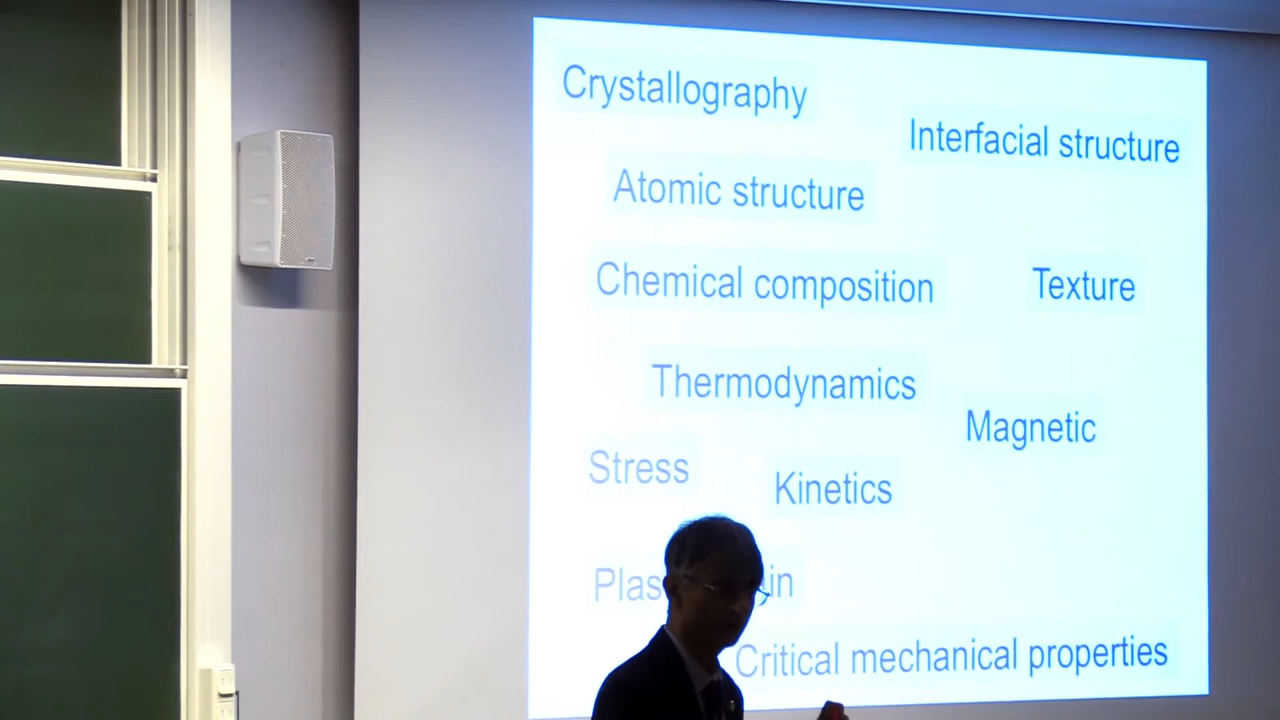 Crystallography
Interfacial structure
Atomic structure
Chemical composition
Texture
Thermodynamics
Magnetic
Stress
Kinetics
Critical mechanical properties